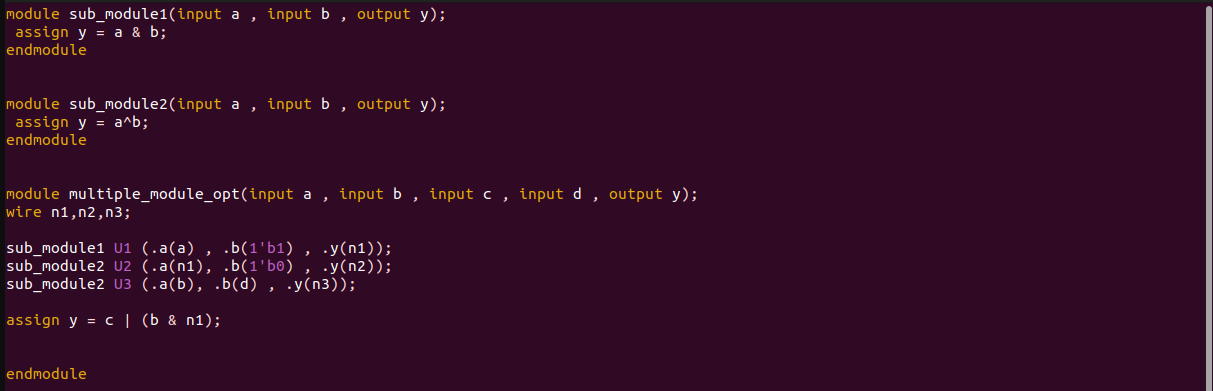 module sub_module1(input a , input b , output y);
 assign y = a & b;
endmodule
module sub_module2(input a , input b , output y);
 assign y = a^b;
endmodule
module multiple_module_opt(input a , input b , input c , input d , output y);
wire n1,n2,n3;
sub_module1 U1 (.a(a) , .b(1'b1) , .y(n1));
sub_module2 U2 (.a(n1), .b(1'b0) , .y(n2));
sub_module2 U3 (.a(b), .b(d) , .y(n3));
assign y = c | (b & n1);
endmodule